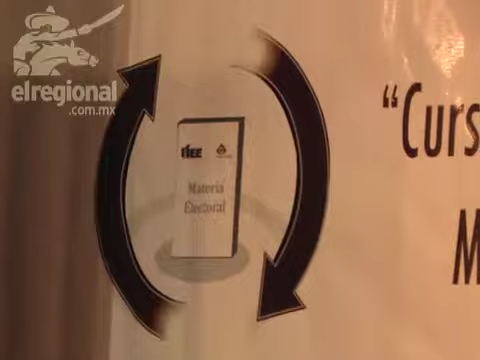 elregional
.com.mx
"Curs
IEE
Materia
Electoral
M